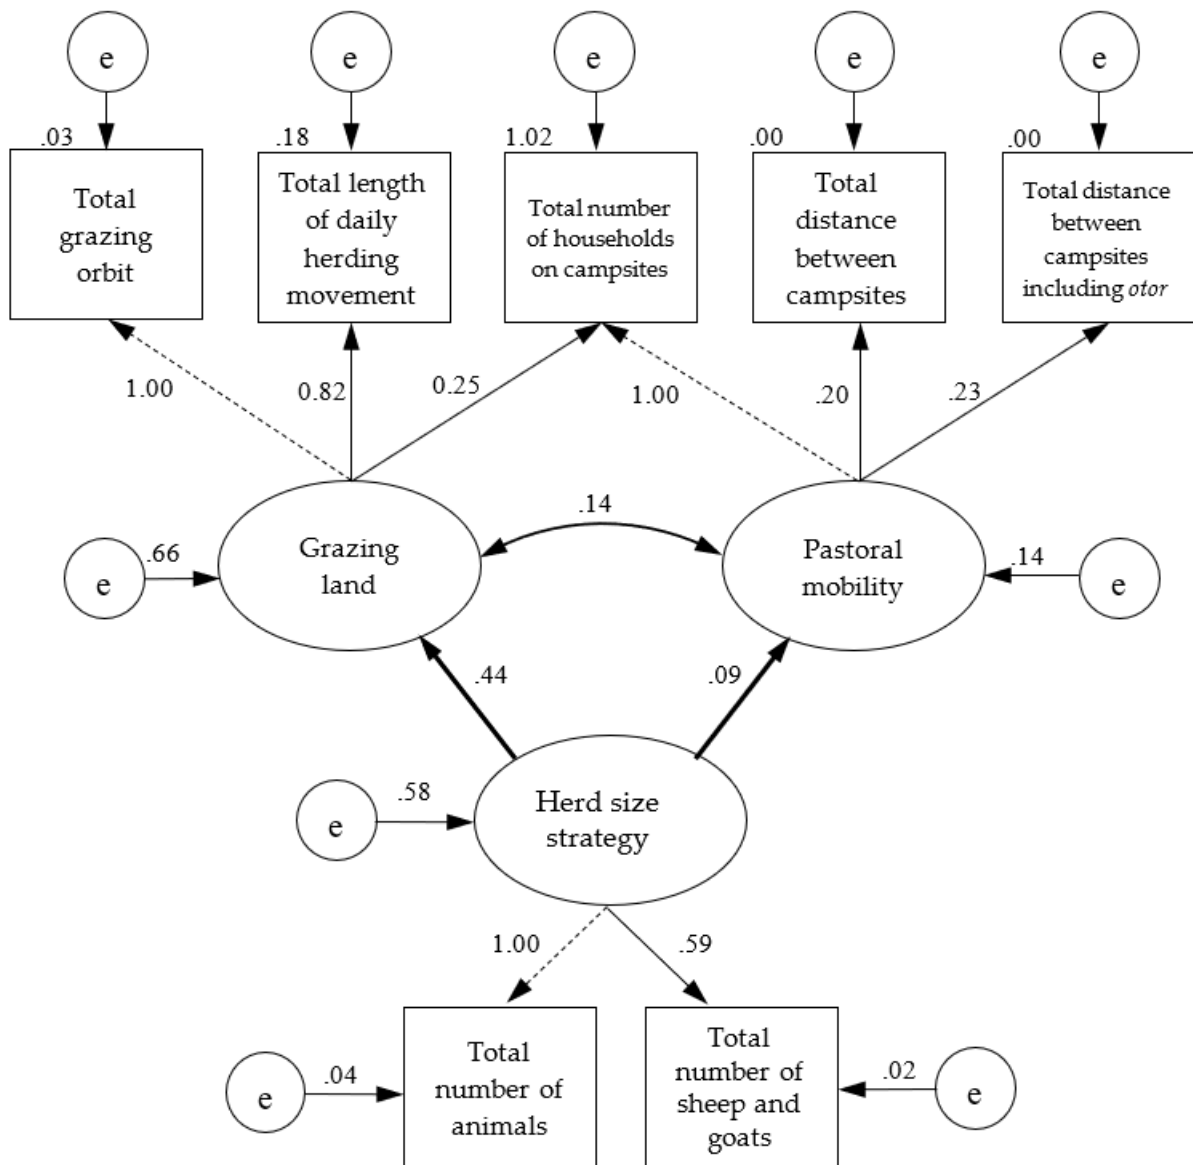 e
e
e
e
e
.03
.18
1.02
.00
.00
Total
grazing
orbit
Total length
of daily
herding
movement
Total number
of households
on campsites
Total
distance
between
campsites
Total distance
between
campsites
including otor
1.00
0.82
0.25
1.00
.20
.23
.14
e
.66
Grazing
land
Pastoral
mobility
.14
e
.44
.09
e
.58
Herd size
strategy
1.00
.59
e
.04
Total
number of
animals
Total
number of
sheep and
goats
.02
e